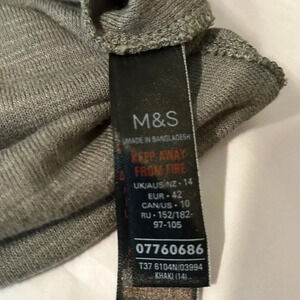 M&S
MADE IN BANGLADESH
KEEP AWAY
FROM FIRE
UK/AUS/NZ - 14
EUR - 42
CAN/US - 10
RU - 152/182-
97-105
07760686
T37 6104N/03994
KHAKI (14)